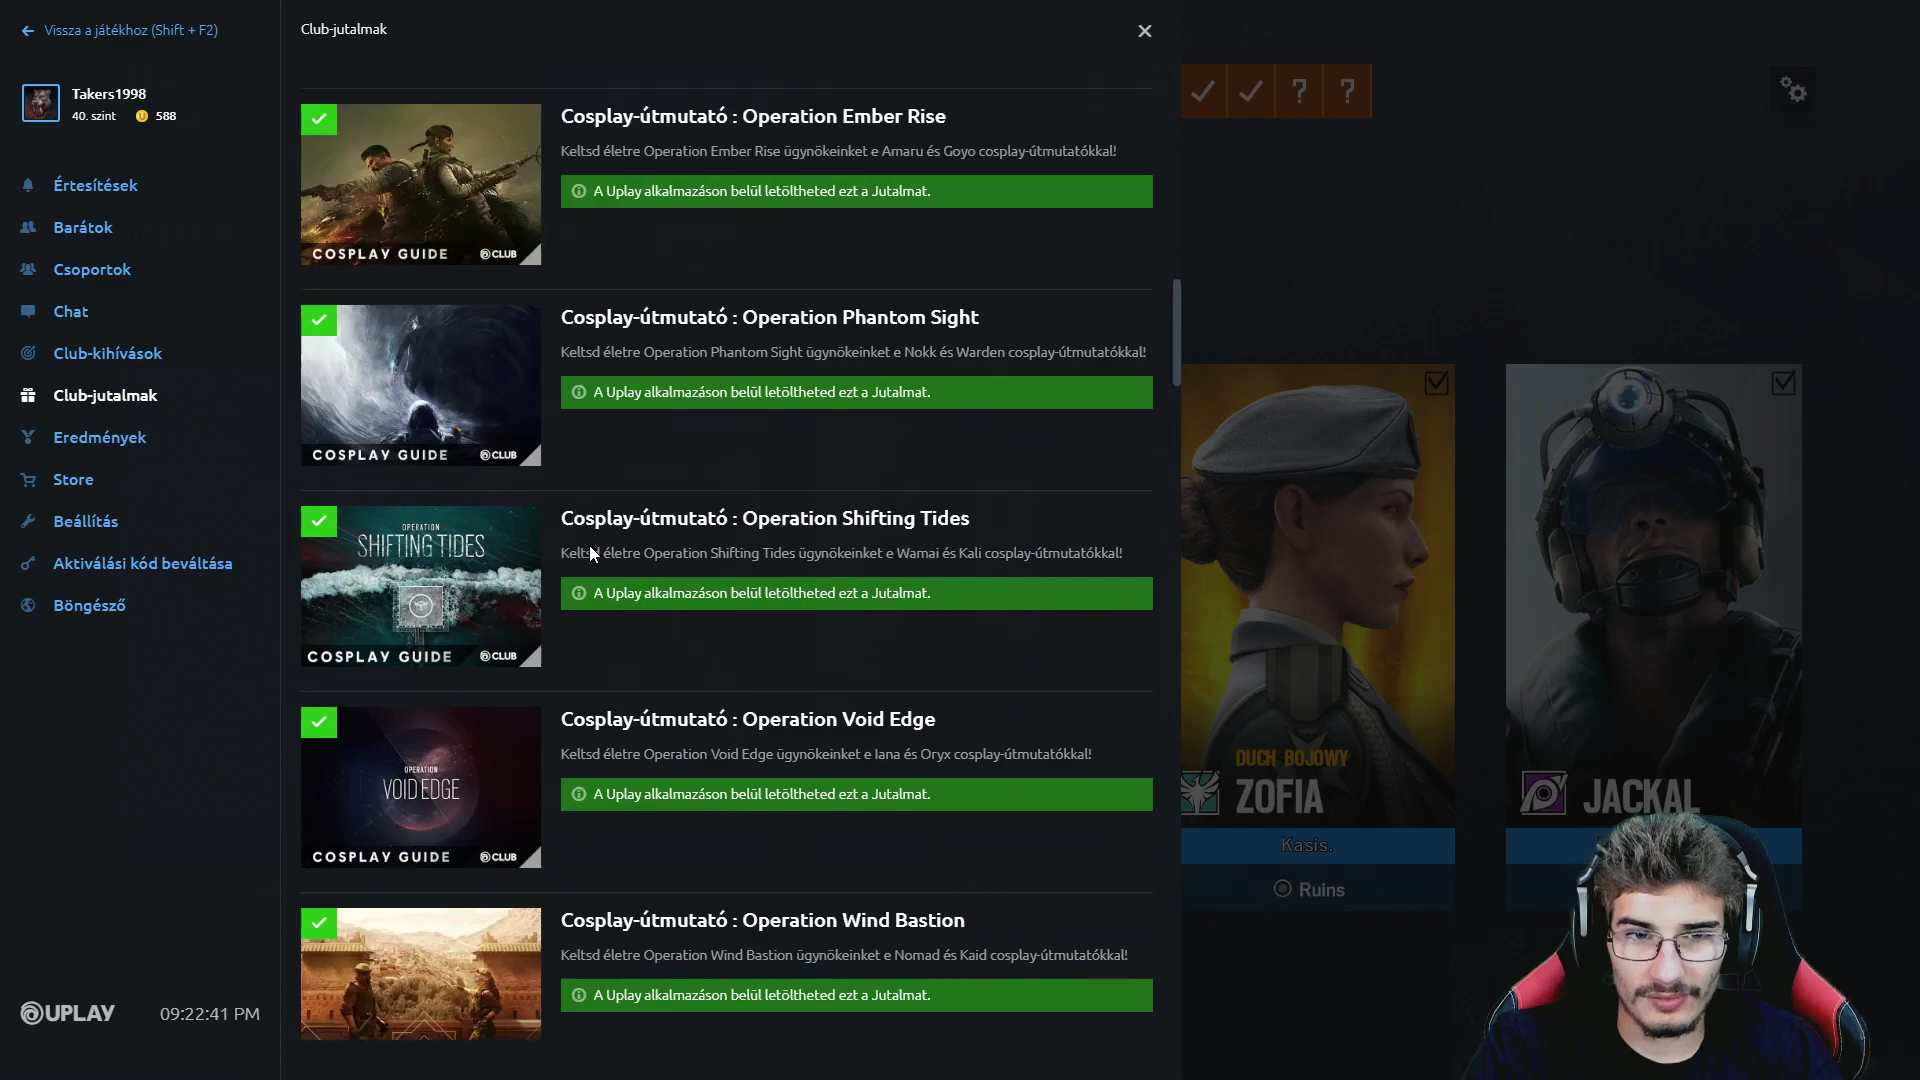 Vissza a játékhoz (Shift + F2)
Takers1998
40. szint
588
Értesítések
Barátok
Csoportok
Chat
Club-kihívások
Club-jutalmak
Eredmények
Store
Beállítás
Aktiválási kód beváltása
Böngésző
UPLAY
09:22:41 PM
Club-jutalmak
COSPLAY GUIDE
CLUB
Cosplay-útmutató : Operation Ember Rise
Keltsd életre Operation Ember Rise ügynökeinket e Amaru és Goyo cosplay-útmutatókkal!
A Uplay alkalmazáson belül letöltheted ezt a Jutalmat.
COSPLAY GUIDE
CLUB
Cosplay-útmutató : Operation Phantom Sight
Keltsd életre Operation Phantom Sight ügynökeinket e Nokk és Warden cosplay-útmutatókkal!
A Uplay alkalmazáson belül letöltheted ezt a Jutalmat.
OPERATION
SHIFTING TIDES
COSPLAY GUIDE
CLUB
Cosplay-útmutató : Operation Shifting Tides
Keltsd életre Operation Shifting Tides ügynökeinket e Wamai és Kali cosplay-útmutatókkal!
A Uplay alkalmazáson belül letöltheted ezt a Jutalmat.
OPERATION
VOID EDGE
COSPLAY GUIDE
CLUB
Cosplay-útmutató : Operation Void Edge
Keltsd életre Operation Void Edge ügynökeinket e Iana és Oryx cosplay-útmutatókkal!
A Uplay alkalmazáson belül letöltheted ezt a Jutalmat.
Cosplay-útmutató : Operation Wind Bastion
Keltsd életre Operation Wind Bastion ügynökeinket e Nomad és Kaid cosplay-útmutatókkal!
A Uplay alkalmazáson belül letöltheted ezt a Jutalmat.
? ?
DUCH BOJOWY
ZOFIA
Kasis.
Ruins
JACKAL